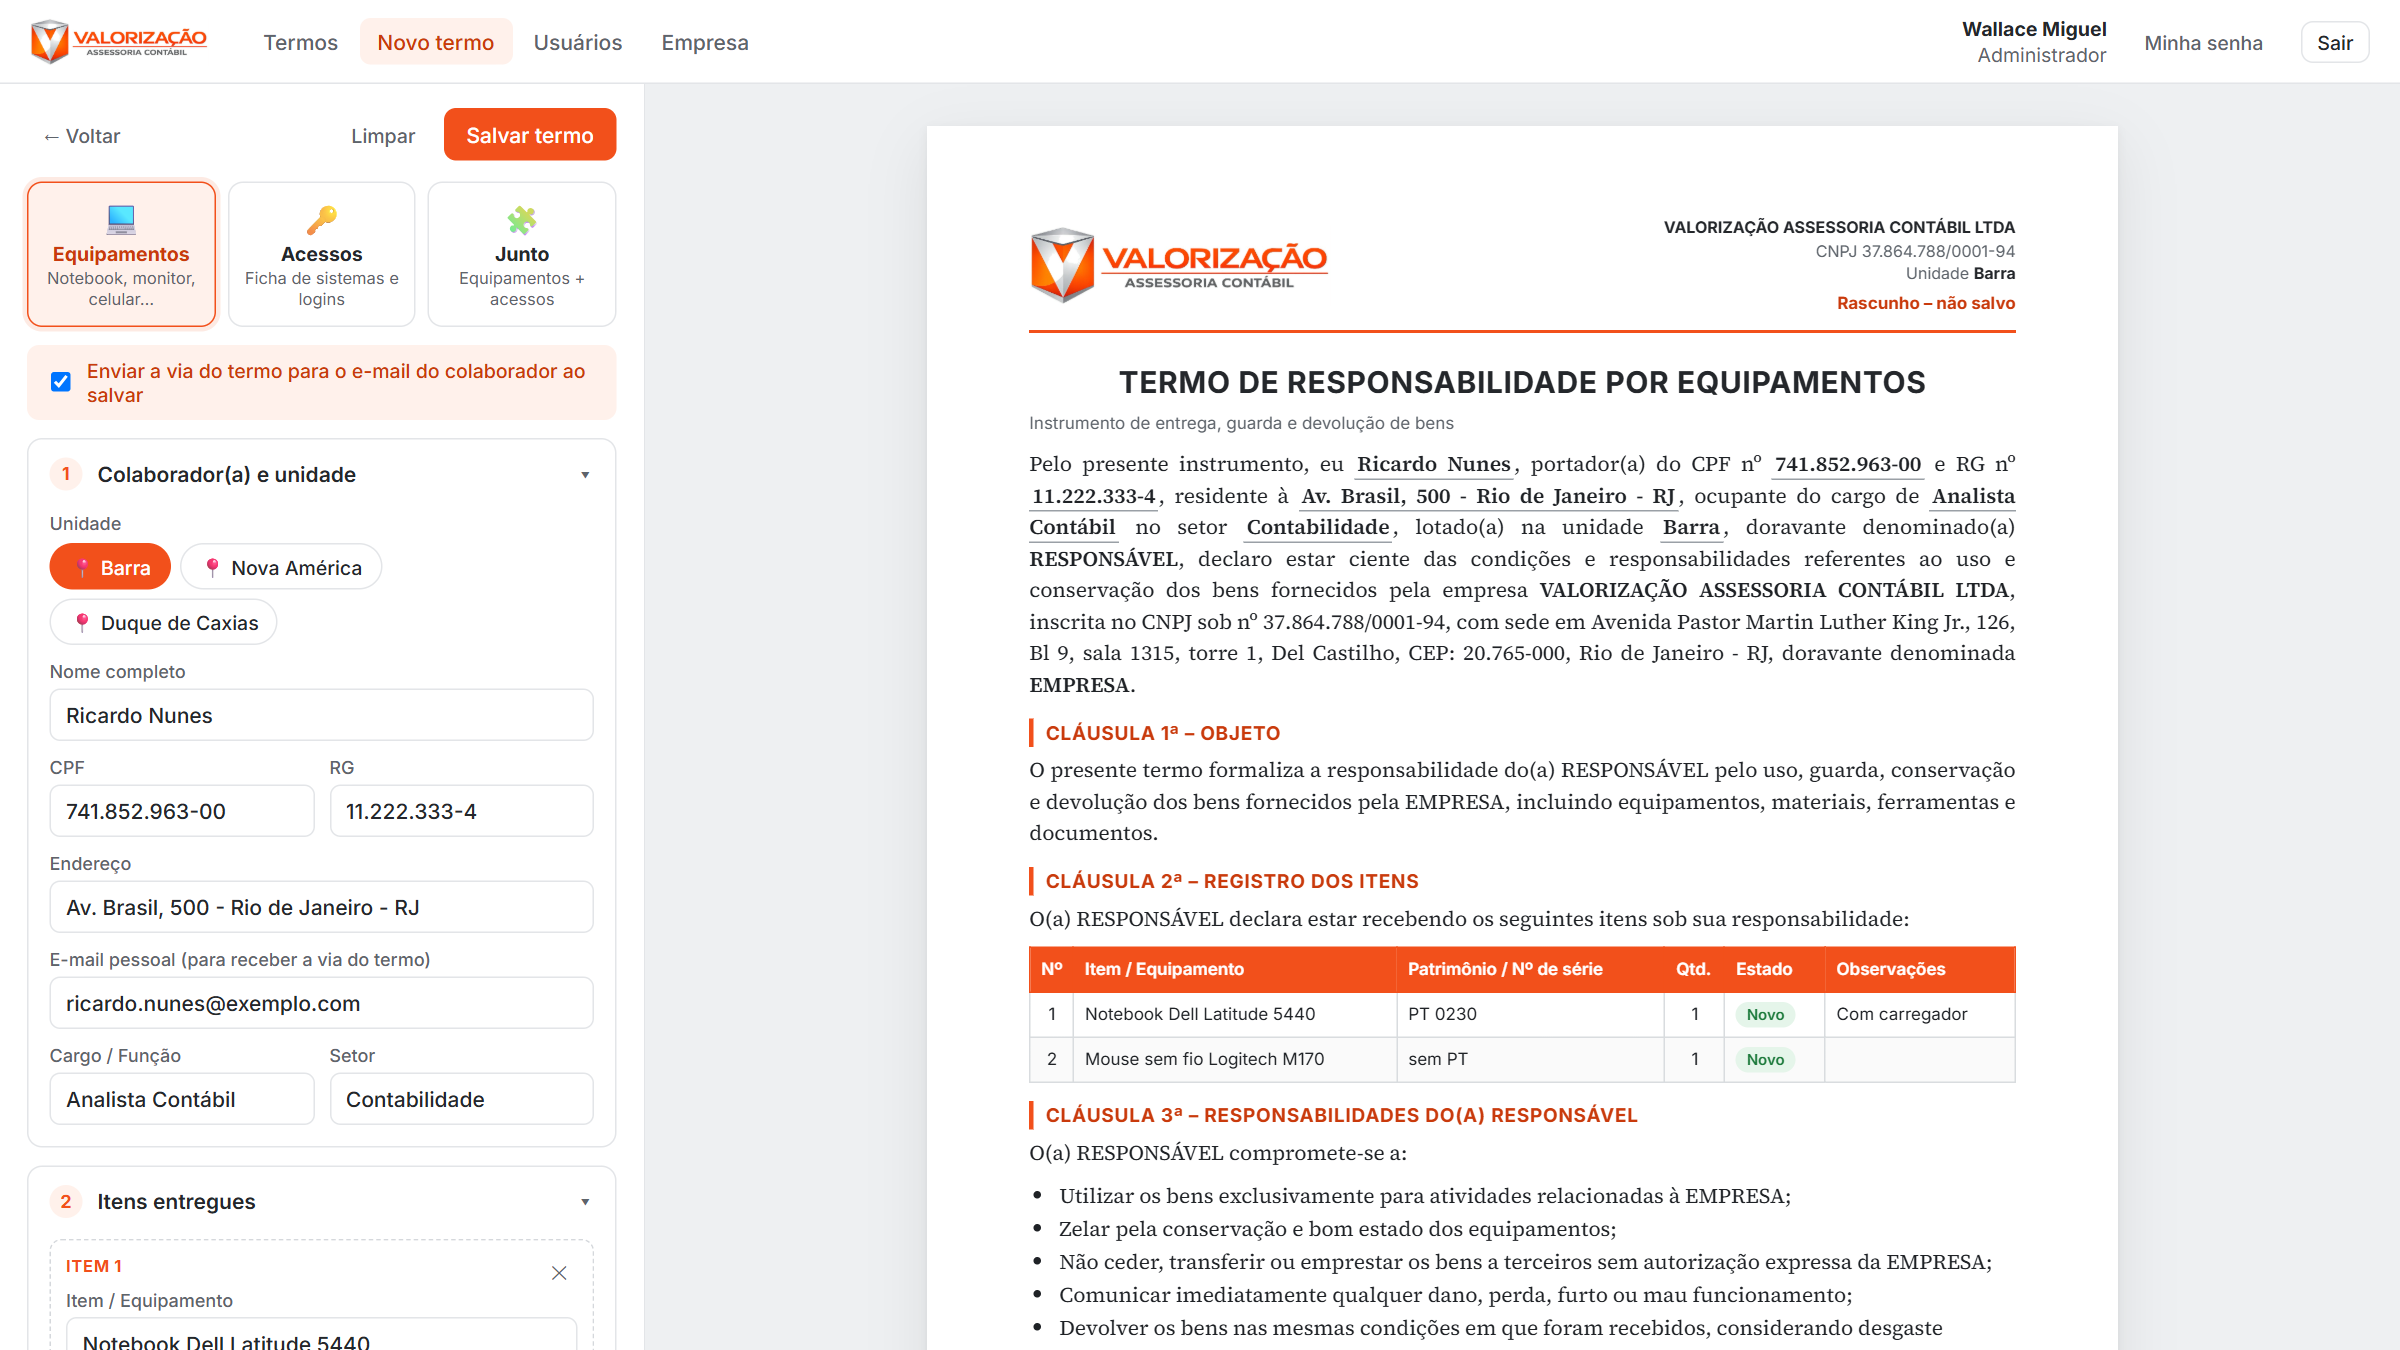 VALORIZAÇÃO
ASSESSORIA CONTÁBIL
Termos
Novo termo
Usuários
Empresa
Wallace Miguel
Administrador
Minha senha
Sair
← Voltar
Limpar
Salvar termo
Equipamentos
Notebook, monitor,
celular...
Acessos
Ficha de sistemas e
logins
Junto
Equipamentos +
acessos
Enviar a via do termo para o e-mail do colaborador ao
salvar
1 Colaborador(a) e unidade
Unidade
Barra
Nova América
Duque de Caxias
Nome completo
Ricardo Nunes
CPF
RG
741.852.963-00
11.222.333-4
Endereço
Av. Brasil, 500 - Rio de Janeiro - RJ
E-mail pessoal (para receber a via do termo)
ricardo.nunes@exemplo.com
Cargo / Função
Setor
Analista Contábil
Contabilidade
2 Itens entregues
ITEM 1
Item / Equipamento
Notebook Dell Latitude 5440
VALORIZAÇÃO
ASSESSORIA CONTÁBIL
VALORIZAÇÃO ASSESSORIA CONTÁBIL LTDA
CNPJ 37.864.788/0001-94
Unidade Barra
Rascunho – não salvo
TERMO DE RESPONSABILIDADE POR EQUIPAMENTOS
Instrumento de entrega, guarda e devolução de bens
Pelo presente instrumento, eu Ricardo Nunes, portador(a) do CPF nº 741.852.963-00 e RG nº
11.222.333-4, residente à Av. Brasil, 500 - Rio de Janeiro - RJ, ocupante do cargo de Analista
Contábil no setor Contabilidade, lotado(a) na unidade Barra, doravante denominado(a)
RESPONSÁVEL, declaro estar ciente das condições e responsabilidades referentes ao uso e
conservação dos bens fornecidos pela empresa VALORIZAÇÃO ASSESSORIA CONTÁBIL LTDA,
inscrita no CNPJ sob nº 37.864.788/0001-94, com sede em Avenida Pastor Martin Luther King Jr., 126,
Bl 9, sala 1315, torre 1, Del Castilho, CEP: 20.765-000, Rio de Janeiro - RJ, doravante denominada
EMPRESA.
CLÁUSULA 1ª – OBJETO
O presente termo formaliza a responsabilidade do(a) RESPONSÁVEL pelo uso, guarda, conservação
e devolução dos bens fornecidos pela EMPRESA, incluindo equipamentos, materiais, ferramentas e
documentos.
CLÁUSULA 2ª – REGISTRO DOS ITENS
O(a) RESPONSÁVEL declara estar recebendo os seguintes itens sob sua responsabilidade:
Nº Item / Equipamento Patrimônio / Nº de série Qtd. Estado Observações
1 Notebook Dell Latitude 5440 PT 0230 1 Novo Com carregador
2 Mouse sem fio Logitech M170 sem PT 1 Novo
CLÁUSULA 3ª – RESPONSABILIDADES DO(A) RESPONSÁVEL
O(a) RESPONSÁVEL compromete-se a:
• Utilizar os bens exclusivamente para atividades relacionadas à EMPRESA;
• Zelar pela conservação e bom estado dos equipamentos;
• Não ceder, transferir ou emprestar os bens a terceiros sem autorização expressa da EMPRESA;
• Comunicar imediatamente qualquer dano, perda, furto ou mau funcionamento;
• Devolver os bens nas mesmas condições em que foram recebidos, considerando desgaste